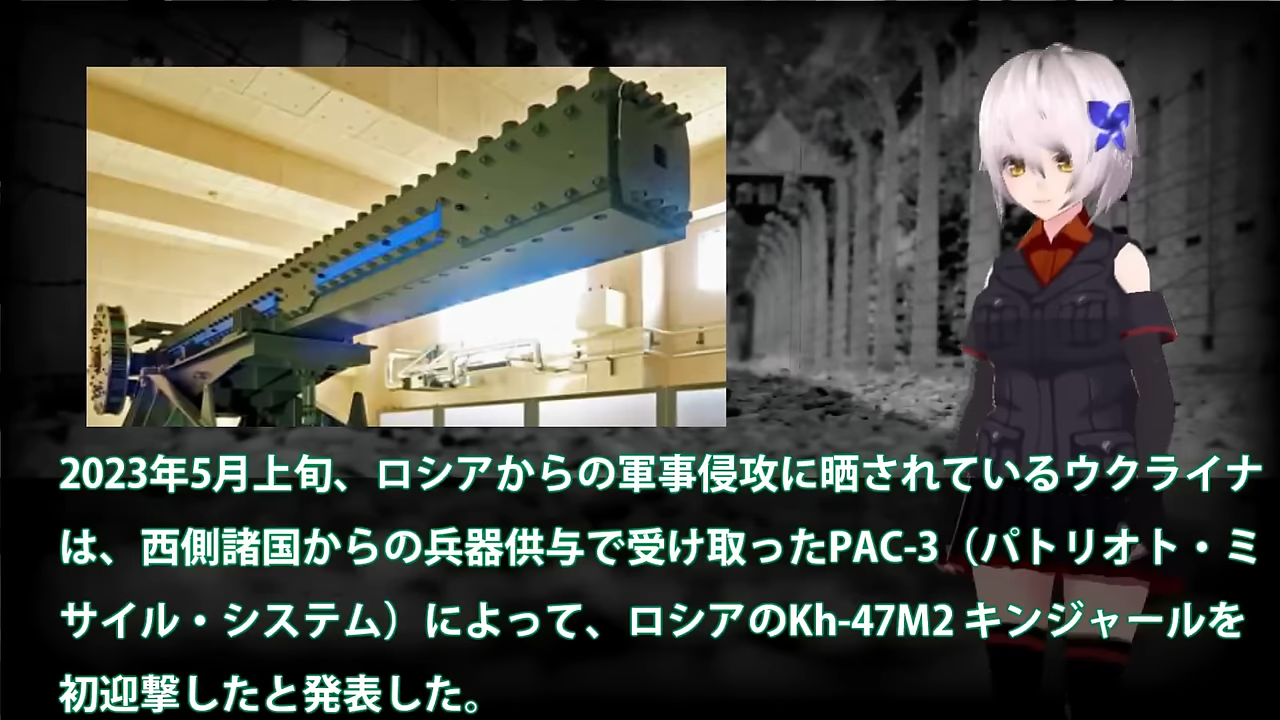 2023年5月上旬、ロシアからの軍事侵攻に晒されているウクライナ
は、西側諸国からの兵器供与で受け取ったPAC-3（パトリオト・ミ
サイル・システム）によって、ロシアのKh-47M2 キンジャールを
初迎撃したと発表した。